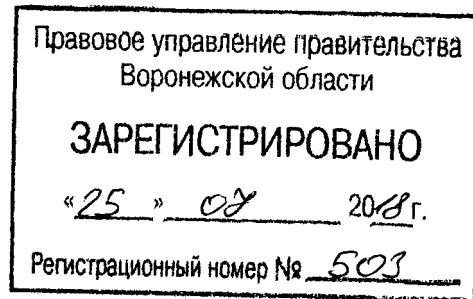 Правовое управление правительства
Воронежской области
ЗАРЕГИСТРИРОВАНО
«25» 07 2018 г.
Регистрационный номер № 503